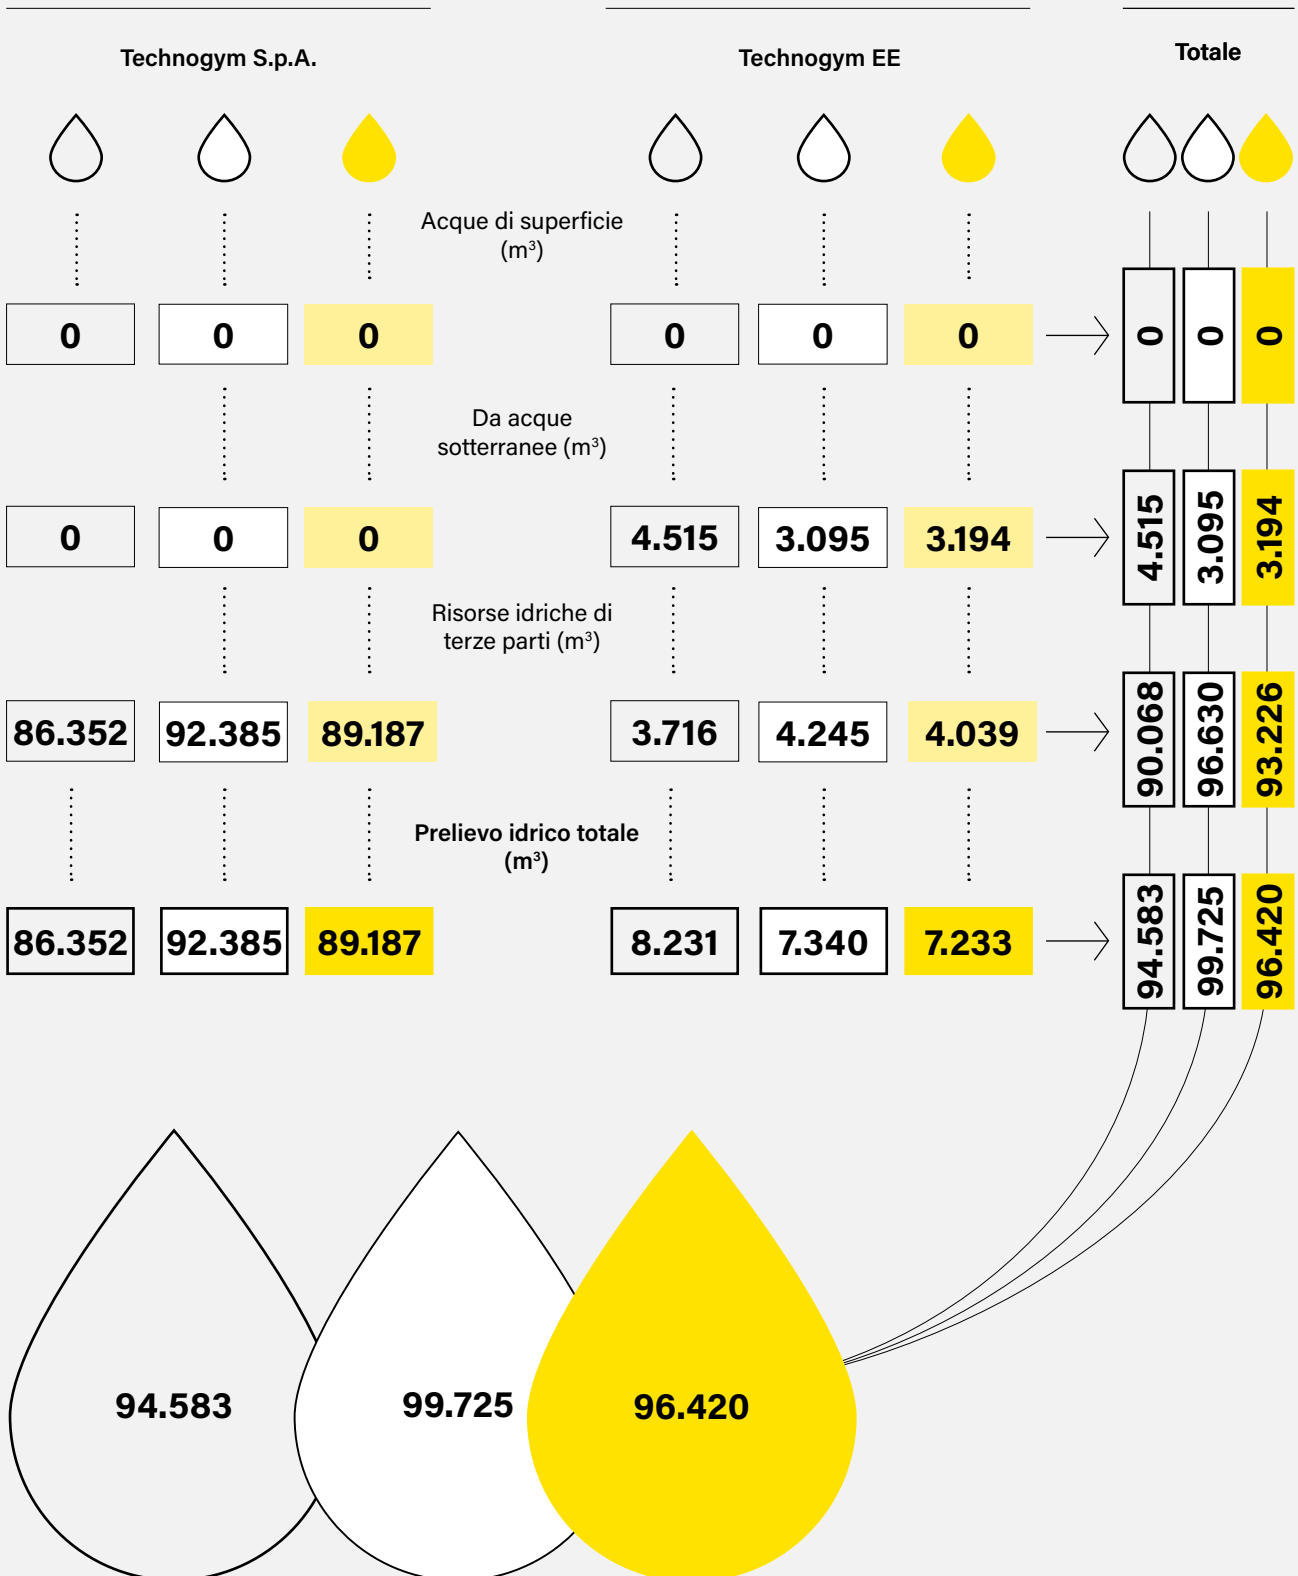 Technogym S.p.A.
Technogym EE
Totale
Acque di superficie
(m³)
0 0 0
0 0 0
0 0 0
Da acque
sotterranee (m³)
0 0 0
4.515 3.095 3.194
4.515 3.095 3.194
Risorse idriche di
terze parti (m³)
86.352 92.385 89.187
3.716 4.245 4.039
90.068 96.630 93.226
Prelievo idrico totale
(m³)
86.352 92.385 89.187
8.231 7.340 7.233
94.583 99.725 96.420
94.583 99.725 96.420